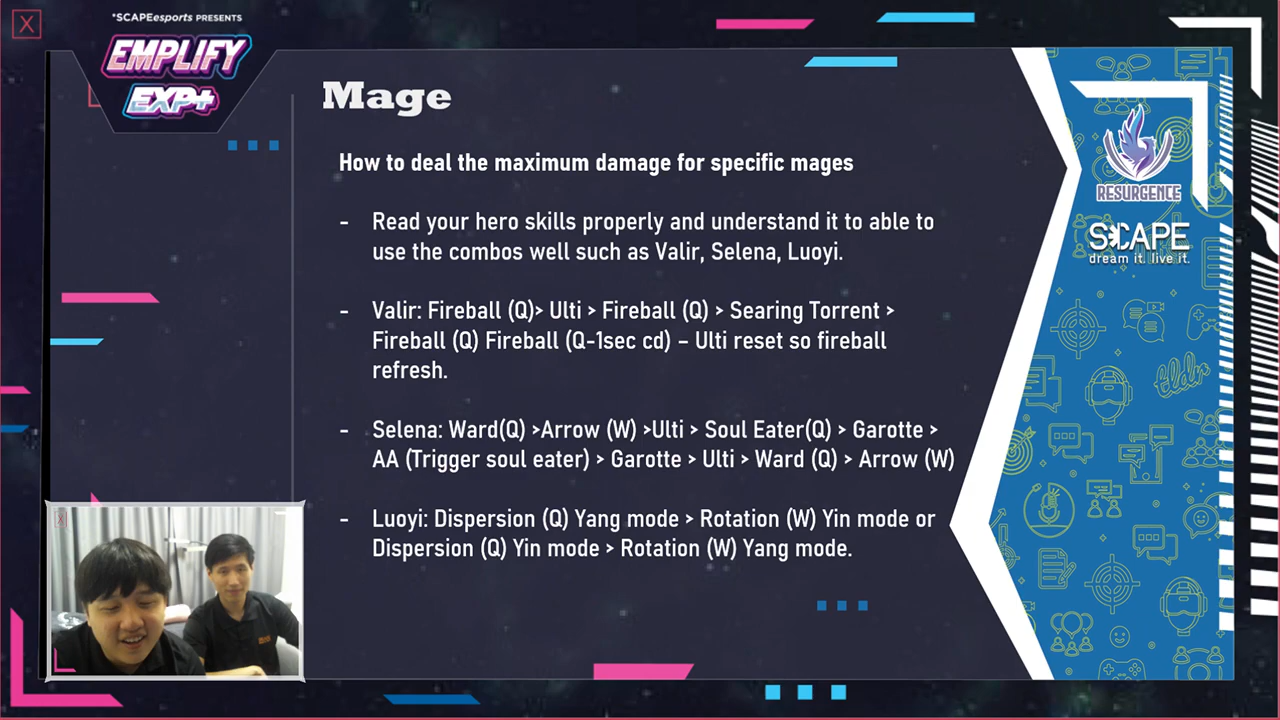 *SCAPEesports PRESENTS
EMPLIFY
EXP+
Mage
How to deal the maximum damage for specific mages
- Read your hero skills properly and understand it to able to
use the combos well such as Valir, Selena, Luoyi.
- Valir: Fireball (Q)> Ulti > Fireball (Q) > Searing Torrent >
Fireball (Q) Fireball (Q-1sec cd) – Ulti reset so fireball
refresh.
- Selena: Ward(Q) >Arrow (W) >Ulti > Soul Eater(Q) > Garotte >
AA (Trigger soul eater) > Garotte > Ulti > Ward (Q) > Arrow (W)
- Luoyi: Dispersion (Q) Yang mode > Rotation (W) Yin mode or
Dispersion (Q) Yin mode > Rotation (W) Yang mode.
RESURGENCE
S*CAPE
dream it. live it.
tldr